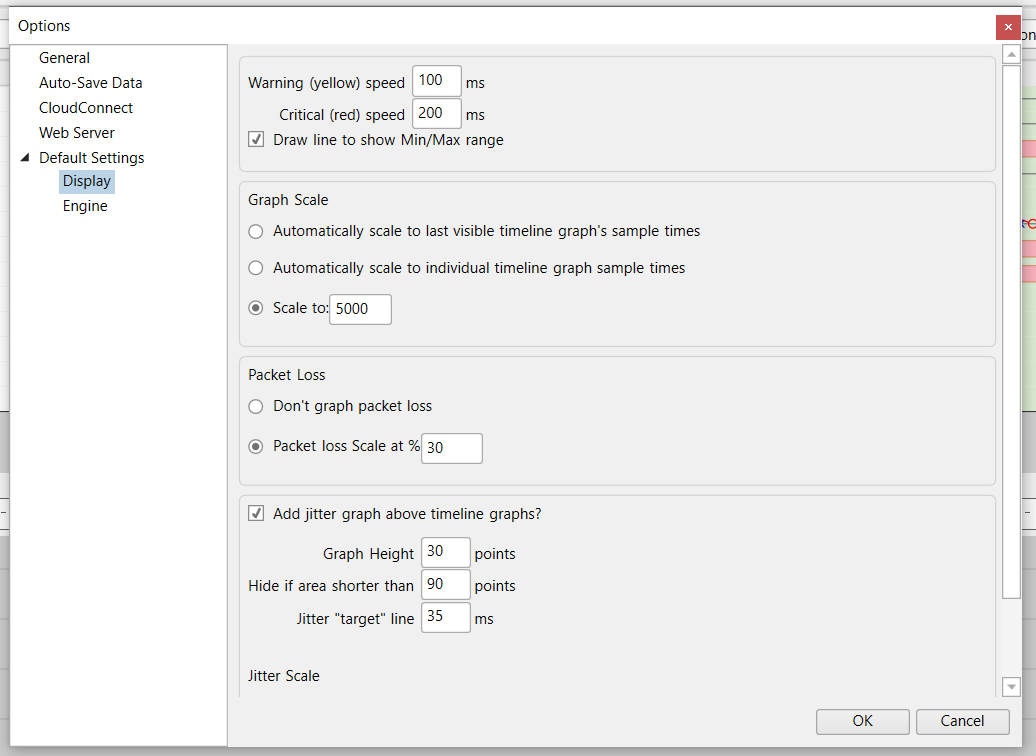 Options
General
Auto-Save Data
CloudConnect
Web Server
Default Settings
Display
Engine
Warning (yellow) speed 100 ms
Critical (red) speed 200 ms
Draw line to show Min/Max range
Graph Scale
Automatically scale to last visible timeline graph's sample times
Automatically scale to individual timeline graph sample times
Scale to: 5000
Packet Loss
Don't graph packet loss
Packet loss Scale at % 30
Add jitter graph above timeline graphs?
Graph Height 30 points
Hide if area shorter than 90 points
Jitter "target" line 35 ms
Jitter Scale
OK Cancel